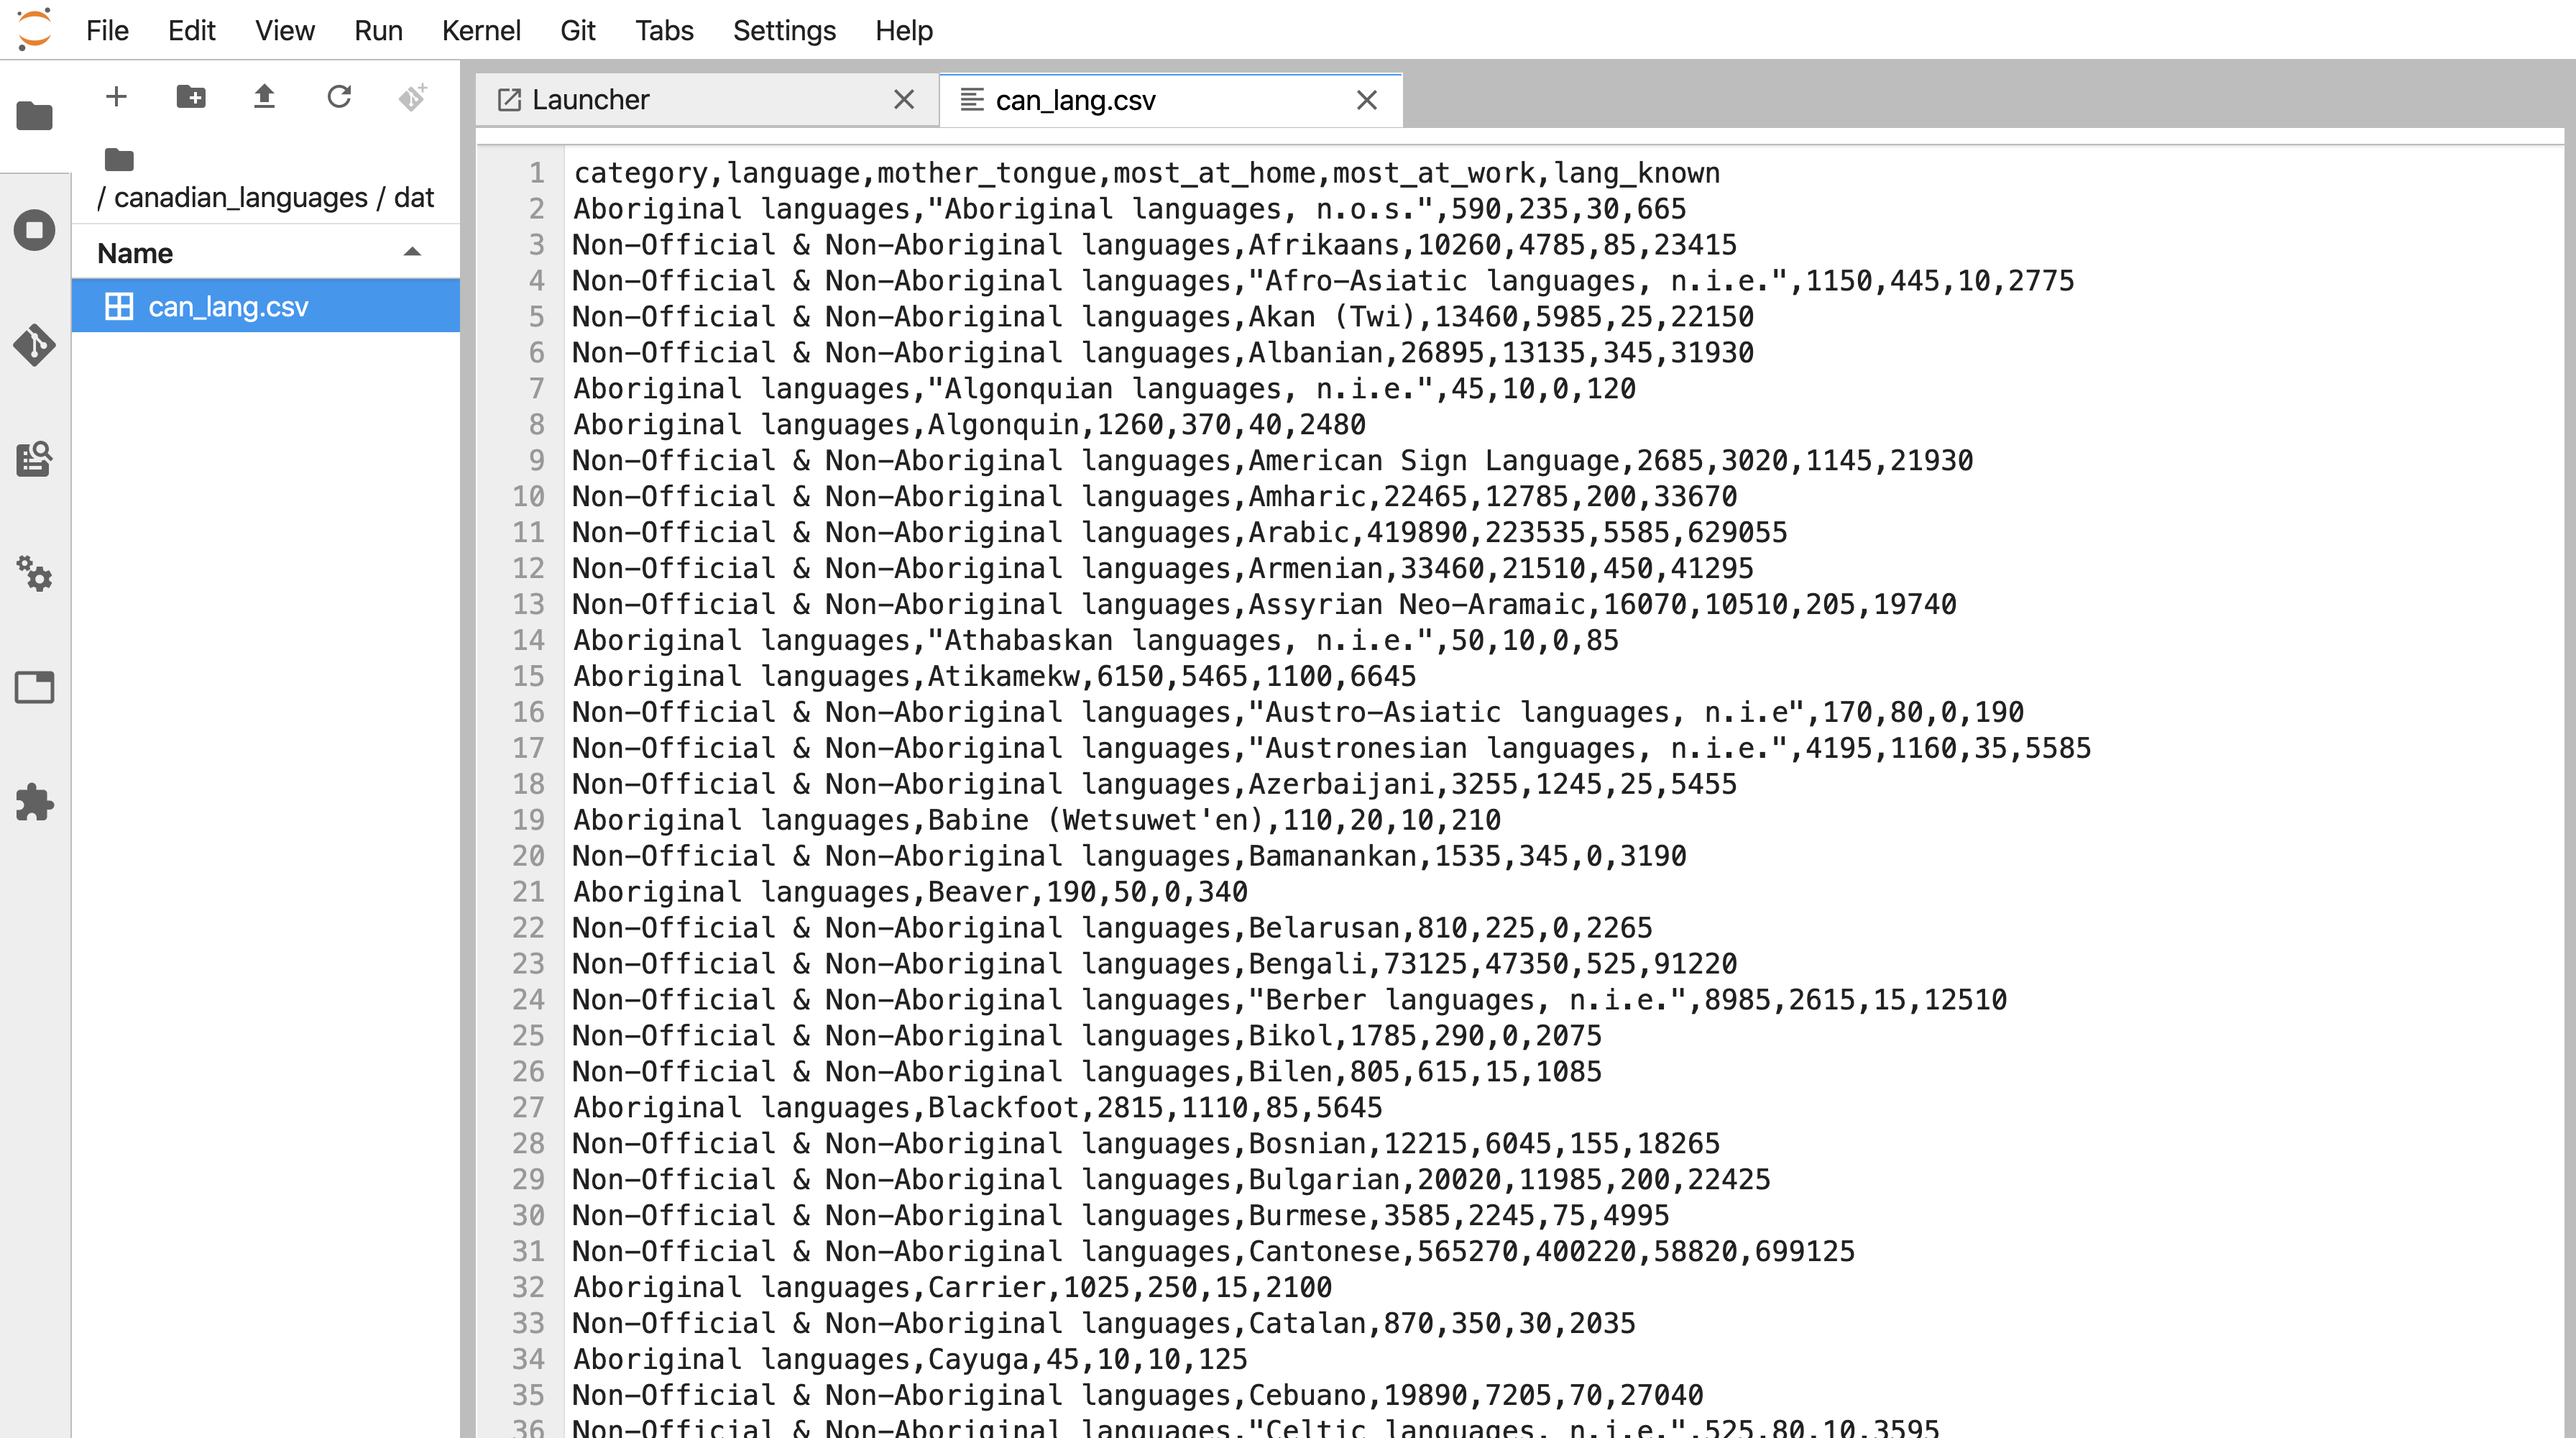 File Edit View Run Kernel Git Tabs Settings Help
/ canadian_languages / dat
Name
can_lang.csv
Launcher can_lang.csv
1 category,language,mother_tongue,most_at_home,most_at_work,lang_known
2 Aboriginal languages,"Aboriginal languages, n.o.s.",590,235,30,665
3 Non-Official & Non-Aboriginal languages,Afrikaans,10260,4785,85,23415
4 Non-Official & Non-Aboriginal languages,"Afro-Asiatic languages, n.i.e.",1150,445,10,2775
5 Non-Official & Non-Aboriginal languages,Akan (Twi),13460,5985,25,22150
6 Non-Official & Non-Aboriginal languages,Albanian,26895,13135,345,31930
7 Aboriginal languages,"Algonquian languages, n.i.e.",45,10,0,120
8 Aboriginal languages,Algonquin,1260,370,40,2480
9 Non-Official & Non-Aboriginal languages,American Sign Language,2685,3020,1145,21930
10 Non-Official & Non-Aboriginal languages,Amharic,22465,12785,200,33670
11 Non-Official & Non-Aboriginal languages,Arabic,419890,223535,5585,629055
12 Non-Official & Non-Aboriginal languages,Armenian,33460,21510,450,41295
13 Non-Official & Non-Aboriginal languages,Assyrian Neo-Aramaic,16070,10510,205,19740
14 Aboriginal languages,"Athabaskan languages, n.i.e.",50,10,0,85
15 Aboriginal languages,Atikamekw,6150,5465,1100,6645
16 Non-Official & Non-Aboriginal languages,"Austro-Asiatic languages, n.i.e",170,80,0,190
17 Non-Official & Non-Aboriginal languages,"Austronesian languages, n.i.e.",4195,1160,35,5585
18 Non-Official & Non-Aboriginal languages,Azerbaijani,3255,1245,25,5455
19 Aboriginal languages,Babine (Wetsuwet'en),110,20,10,210
20 Non-Official & Non-Aboriginal languages,Bamanankan,1535,345,0,3190
21 Aboriginal languages,Beaver,190,50,0,340
22 Non-Official & Non-Aboriginal languages,Belarusan,810,225,0,2265
23 Non-Official & Non-Aboriginal languages,Bengali,73125,47350,525,91220
24 Non-Official & Non-Aboriginal languages,"Berber languages, n.i.e.",8985,2615,15,12510
25 Non-Official & Non-Aboriginal languages,Bikol,1785,290,0,2075
26 Non-Official & Non-Aboriginal languages,Bilen,805,615,15,1085
27 Aboriginal languages,Blackfoot,2815,1110,85,5645
28 Non-Official & Non-Aboriginal languages,Bosnian,12215,6045,155,18265
29 Non-Official & Non-Aboriginal languages,Bulgarian,20020,11985,200,22425
30 Non-Official & Non-Aboriginal languages,Burmese,3585,2245,75,4995
31 Non-Official & Non-Aboriginal languages,Cantonese,565270,400220,58820,699125
32 Aboriginal languages,Carrier,1025,250,15,2100
33 Non-Official & Non-Aboriginal languages,Catalan,870,350,30,2035
34 Aboriginal languages,Cayuga,45,10,10,125
35 Non-Official & Non-Aboriginal languages,Cebuano,19890,7205,70,27040
36 Non-Official & Non-Aboriginal languages,"Celtic languages, n.i.e.",525,80,10,3595